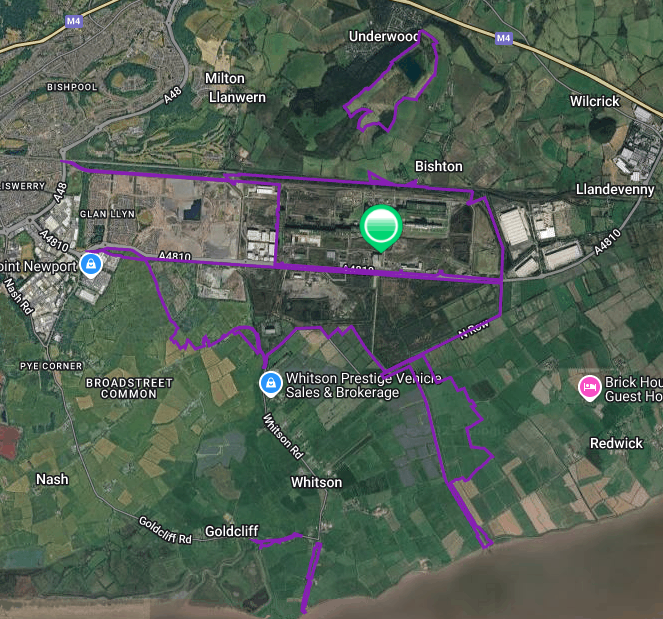 M4
Underwood
M4
BISHPOOL
Milton
Llanwern
A48
Wilcrick
Bishton
EISWERRY
A48
Llandevenny
GLAN LLYN
A4810
A4810
A4810
A4810
oint Newport
Nash Rd
N Row
PYE CORNER
BROADSTREET
COMMON
Whitson Prestige Vehicle
Sales & Brokerage
Brick Hou
Guest Ho
Whitson Rd
Redwick
Nash
Whitson
Goldcliff Rd
Goldcliff